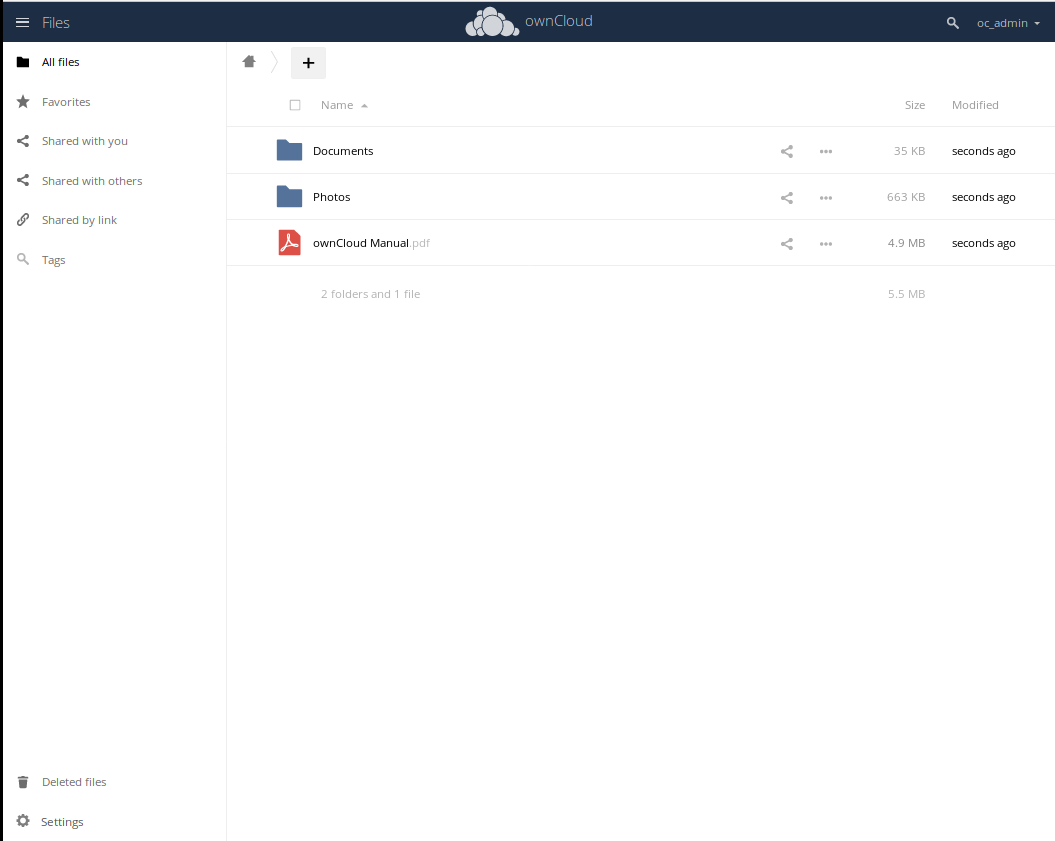 Files
ownCloud
oc_admin
All files
Favorites
Shared with you
Shared with others
Shared by link
Tags
Deleted files
Settings
+
Name Size Modified
Documents 35 KB seconds ago
Photos 663 KB seconds ago
ownCloud Manual.pdf 4.9 MB seconds ago
2 folders and 1 file 5.5 MB